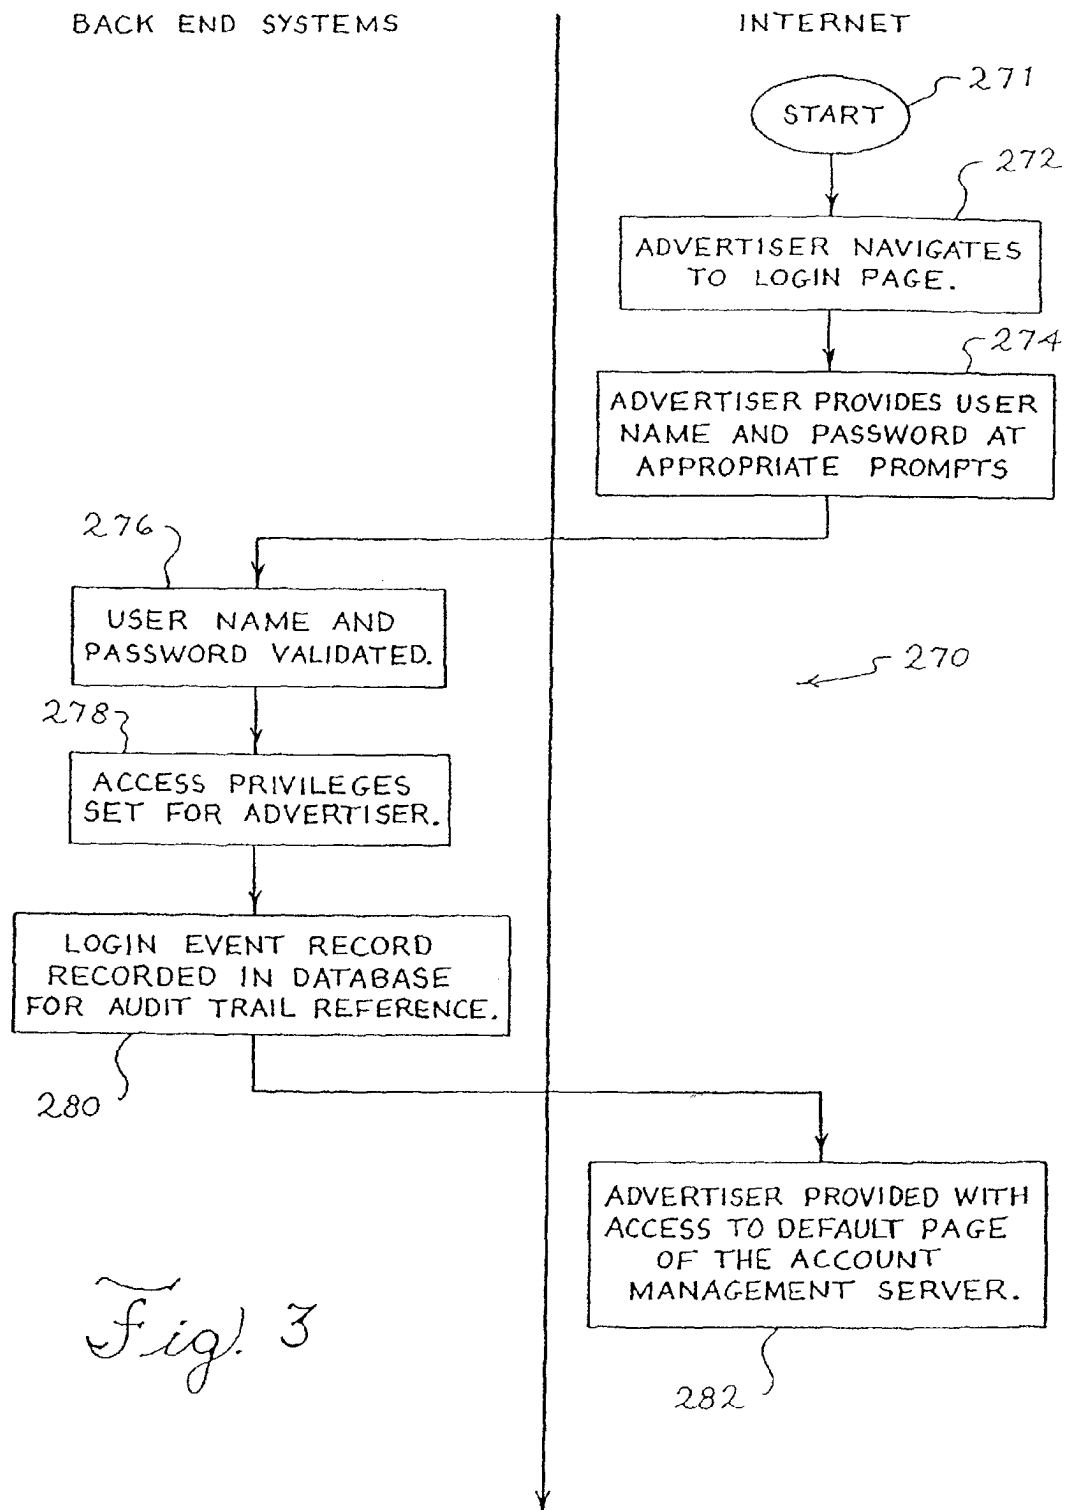 BACK END SYSTEMS
INTERNET
START
271
272
ADVERTISER NAVIGATES
TO LOGIN PAGE.
274
ADVERTISER PROVIDES USER
NAME AND PASSWORD AT
APPROPRIATE PROMPTS
276
USER NAME AND
PASSWORD VALIDATED.
270
278
ACCESS PRIVILEGES
SET FOR ADVERTISER.
LOGIN EVENT RECORD
RECORDED IN DATABASE
FOR AUDIT TRAIL REFERENCE.
280
ADVERTISER PROVIDED WITH
ACCESS TO DEFAULT PAGE
OF THE ACCOUNT
MANAGEMENT SERVER.
282
Fig. 3